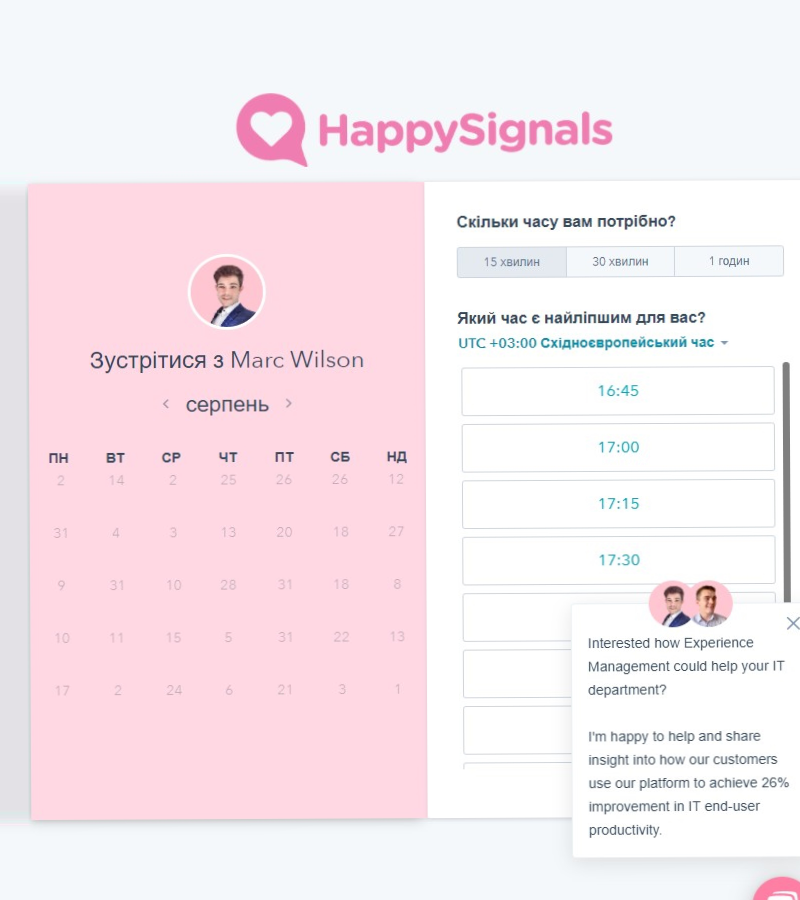 HappySignals
Зустрітися з Marc Wilson
серпень
ПН ВТ СР ЧТ ПТ СБ НД
2 14 2 25 26 26 12
31 4 3 13 20 18 27
9 31 10 28 31 18 8
10 11 15 5 31 22 13
17 2 24 6 21 3 1
Скільки часу вам потрібно?
15 хвилин 30 хвилин 1 годин
Який час є найліпшим для вас?
UTC +03:00 Східноєвропейський час
16:45
17:00
17:15
17:30
Interested how Experience
Management could help your IT
department?
I'm happy to help and share
insight into how our customers
use our platform to achieve 26%
improvement in IT end-user
productivity.